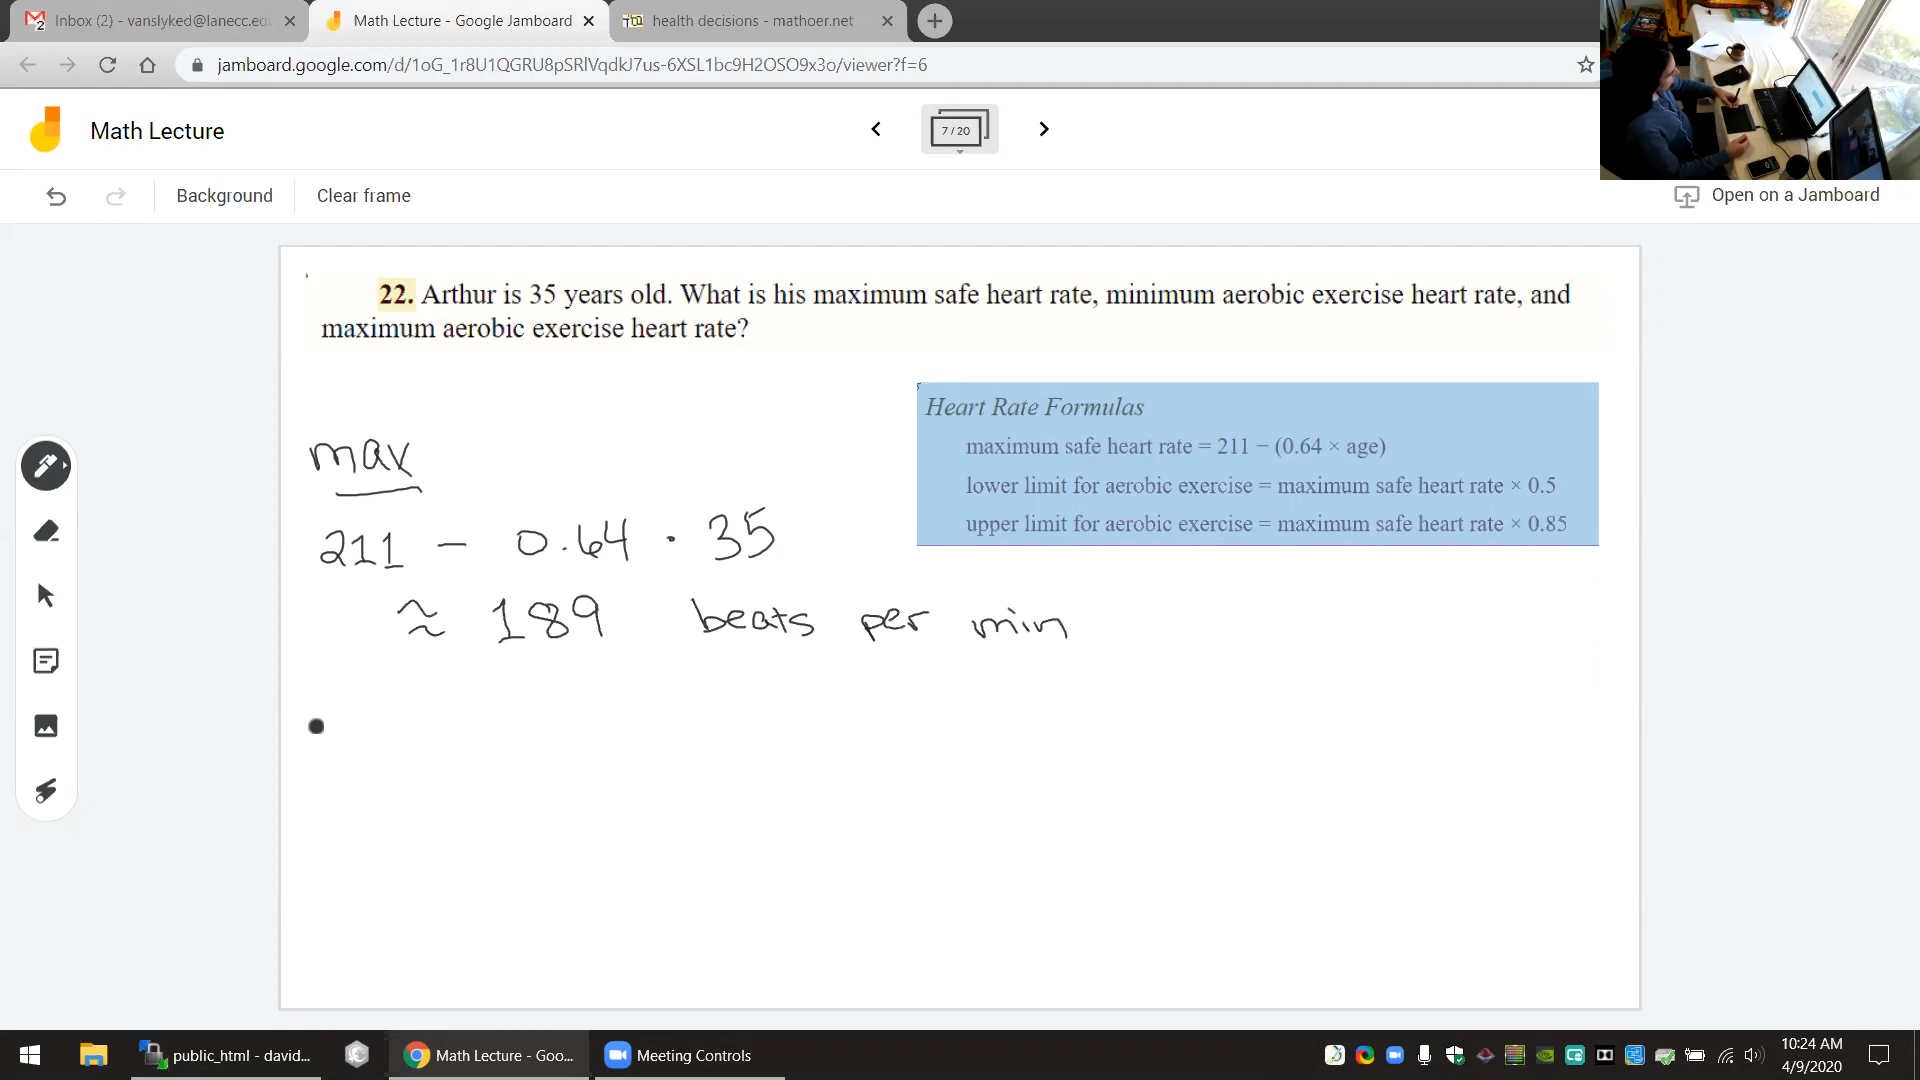 Inbox (2) - vanslyked@lanecc.ed
Math Lecture - Google Jamboard
health decisions - mathoer.net
jamboard.google.com/d/1oG_1r8U1QGRU8pSRlVqdkJ7us-6XSL1bc9H2OSO9x3o/viewer?f=6
Math Lecture
7 / 20
Background
Clear frame
Open on a Jamboard
22. Arthur is 35 years old. What is his maximum safe heart rate, minimum aerobic exercise heart rate, and
maximum aerobic exercise heart rate?
Heart Rate Formulas
maximum safe heart rate = 211 − (0.64 × age)
lower limit for aerobic exercise = maximum safe heart rate × 0.5
upper limit for aerobic exercise = maximum safe heart rate × 0.85
max
211 - 0.64 · 35
≈ 189 beats per min
public_html - david...
Math Lecture - Goo...
Meeting Controls
10:24 AM
4/9/2020